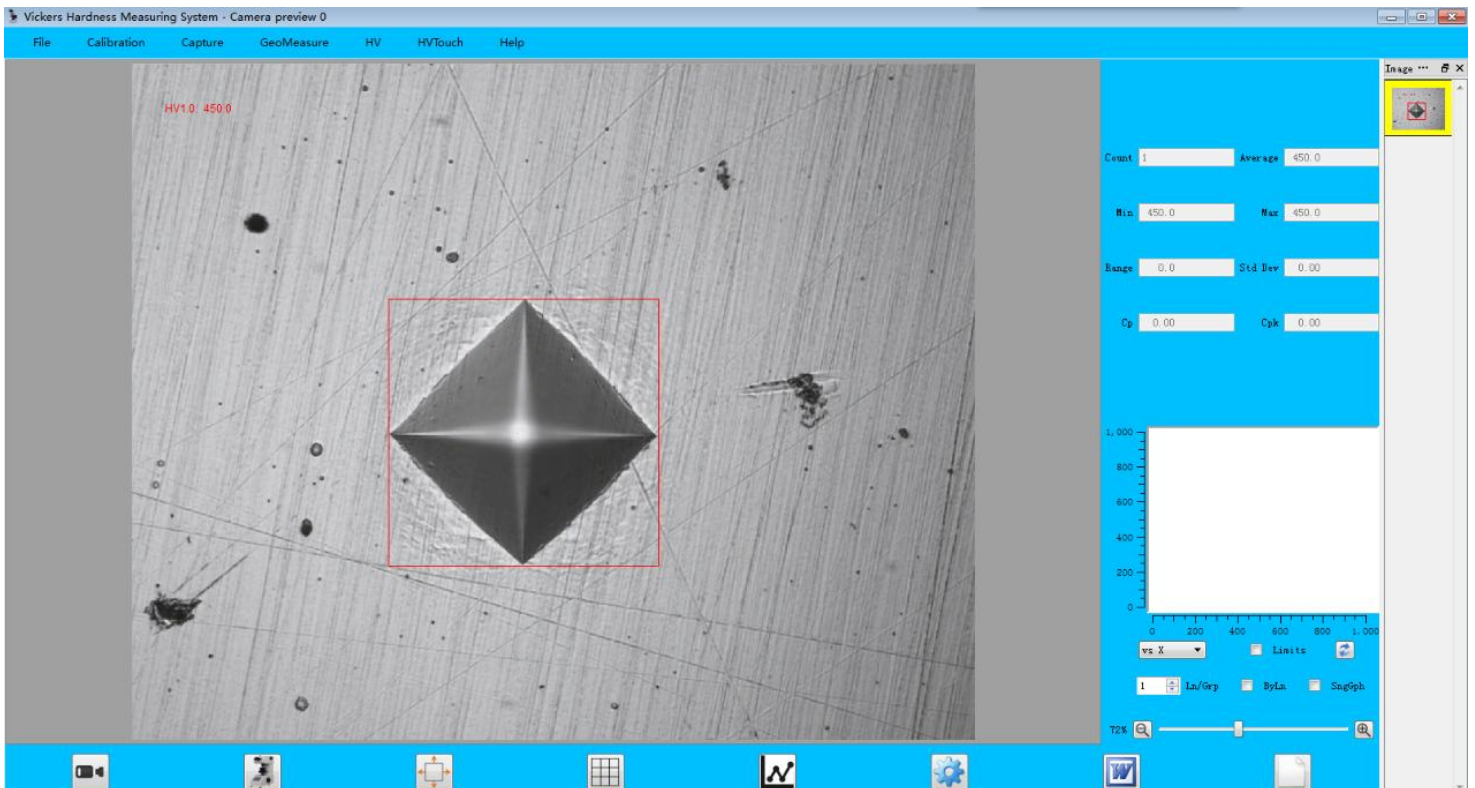 Vickers Hardness Measuring System - Camera preview 0
File Calibration Capture GeoMeasure HV HVTouch Help
Image ...
HV1.0: 450.0
Count 1 Average 450.0
Min 450.0 Max 450.0
Range 0.0 Std Dev 0.00
Cp 0.00 Cpk 0.00
1,000
800
600
400
200
0
0 200 400 600 800 1.000
vs X Limits
1 Ln/Grp ByLn SngGph
72%
W